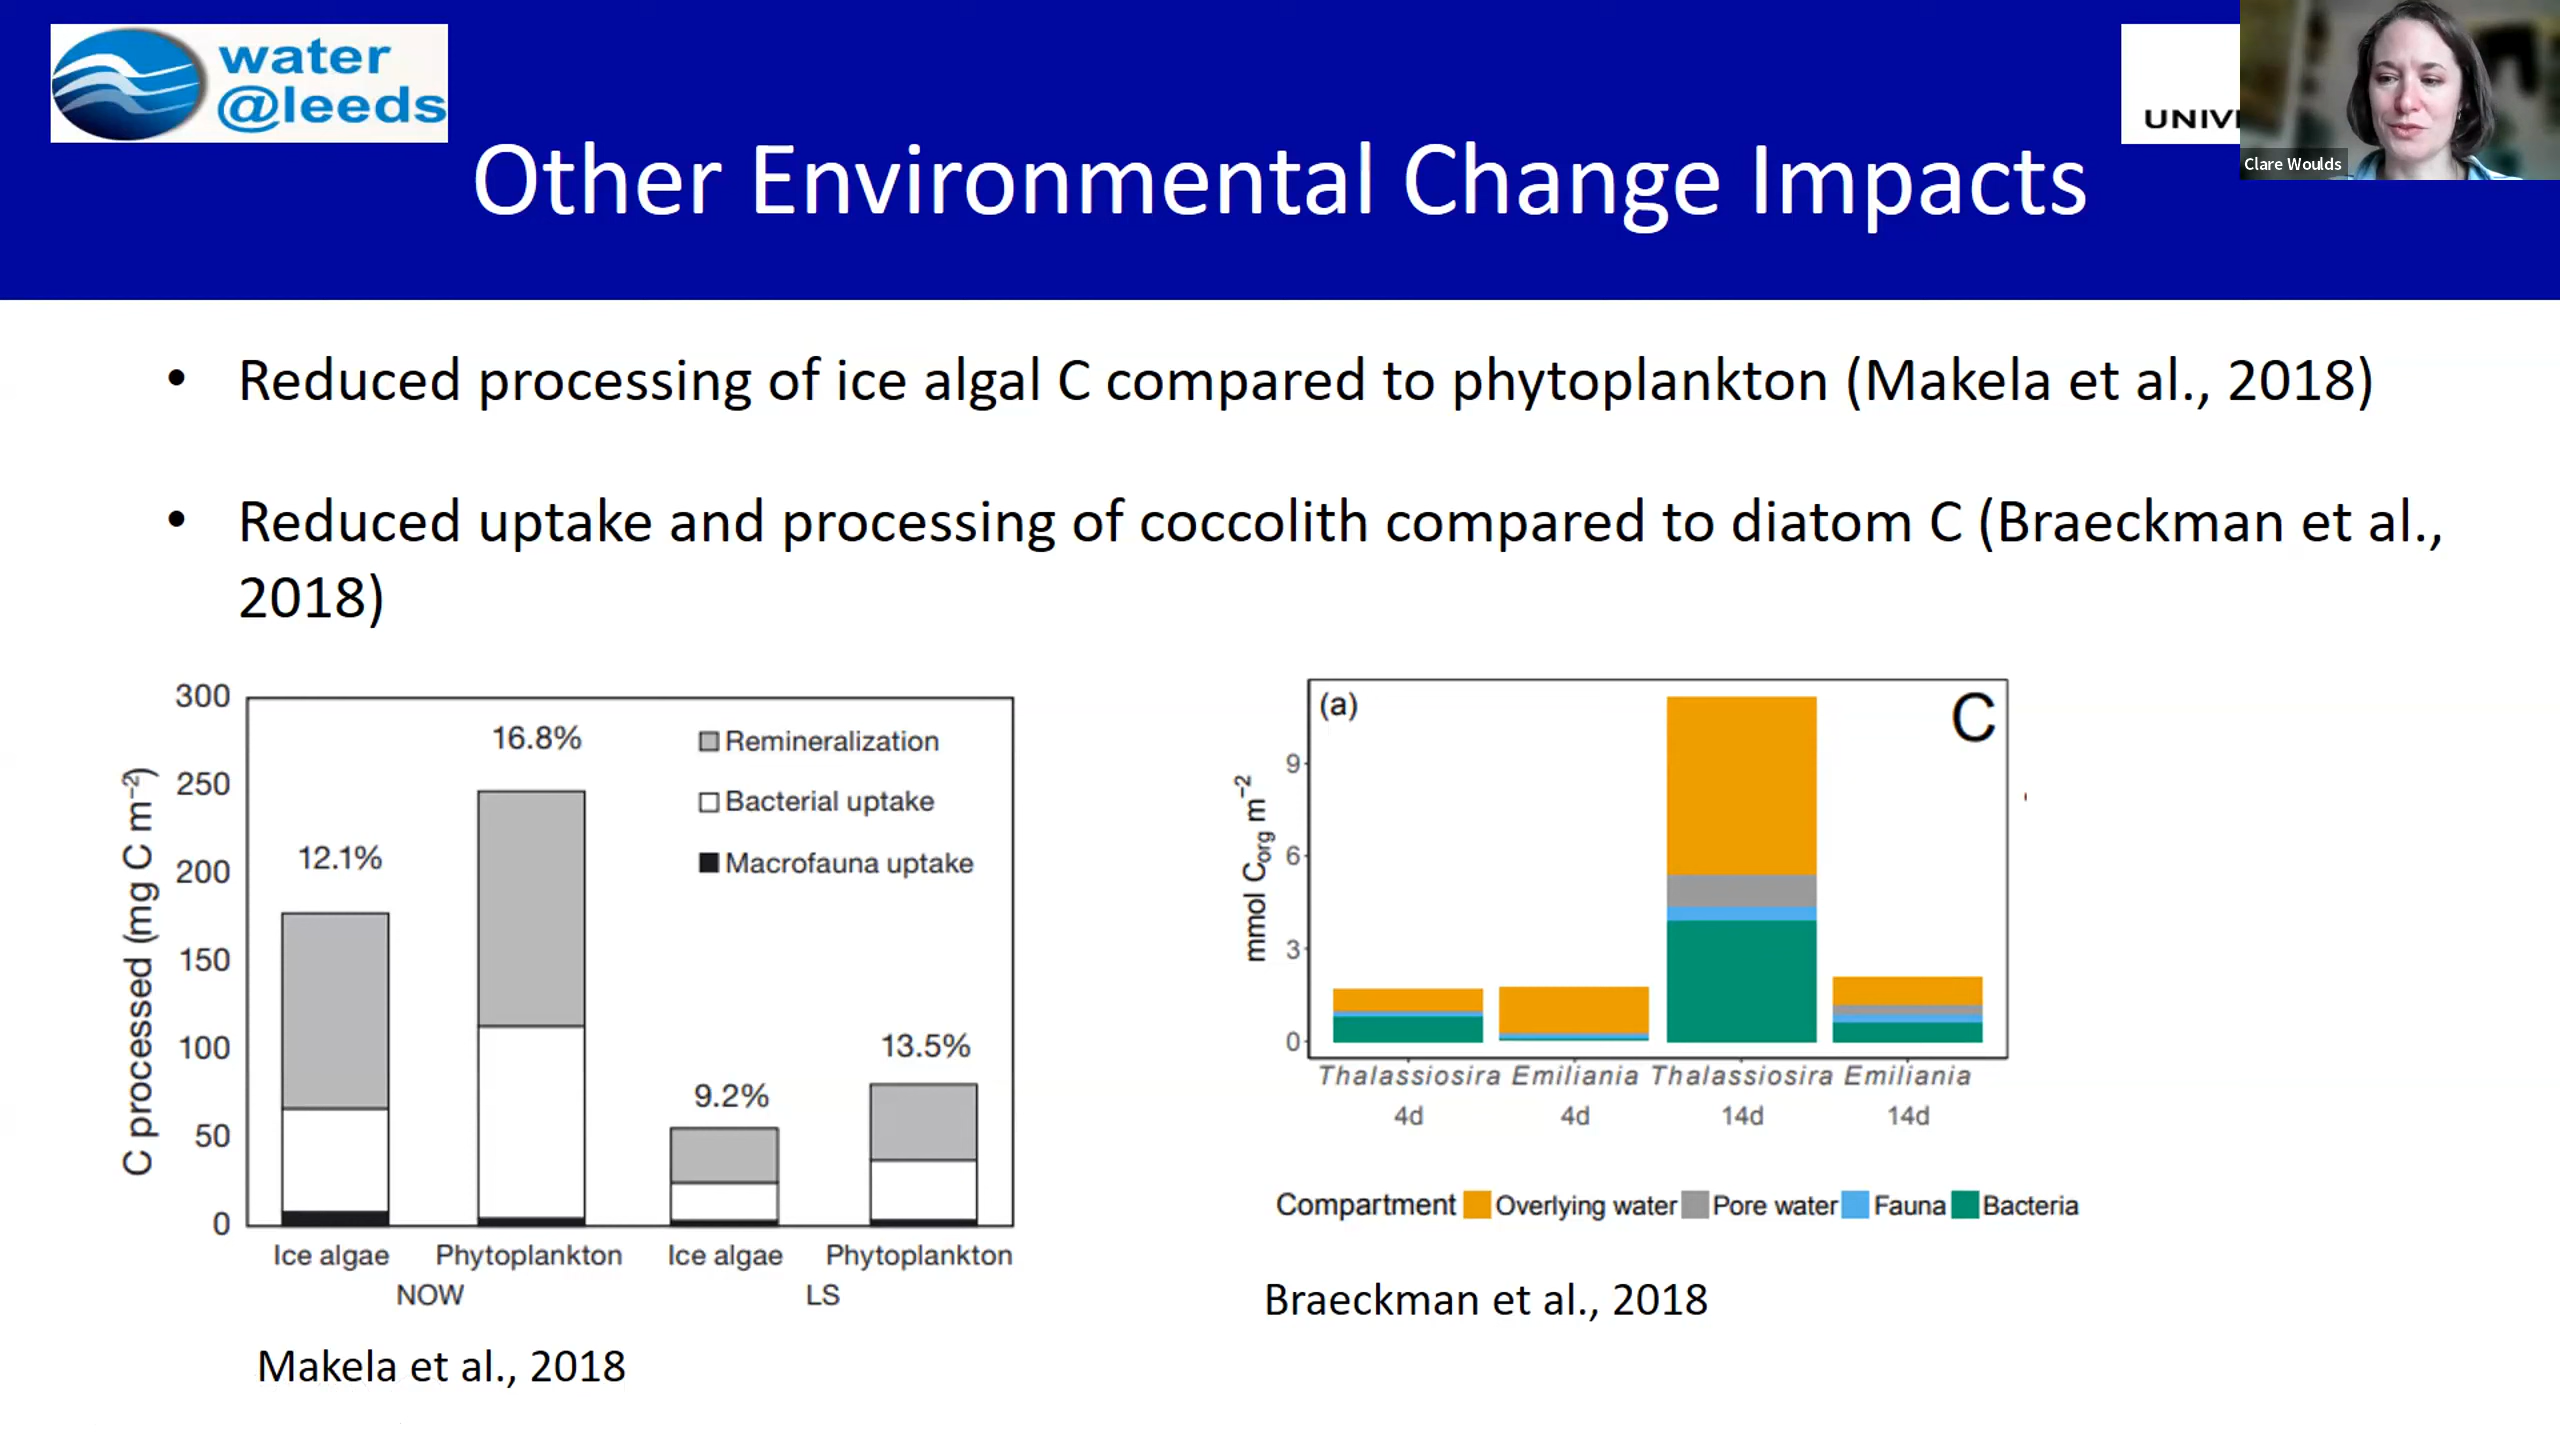 water
@leeds
UNIVE
Clare Woulds
Other Environmental Change Impacts
• Reduced processing of ice algal C compared to phytoplankton (Makela et al., 2018)
• Reduced uptake and processing of coccolith compared to diatom C (Braeckman et al.,
2018)
300
250
200
150
100
50
0
C processed (mg C m⁻²)
12.1%
16.8%
9.2%
13.5%
Remineralization
Bacterial uptake
Macrofauna uptake
Ice algae Phytoplankton Ice algae Phytoplankton
NOW LS
Makela et al., 2018
(a)
C
9
6
3
0
mmol Corg m⁻²
Thalassiosira Emiliania Thalassiosira Emiliania
4d 4d 14d 14d
Compartment Overlying water Pore water Fauna Bacteria
Braeckman et al., 2018